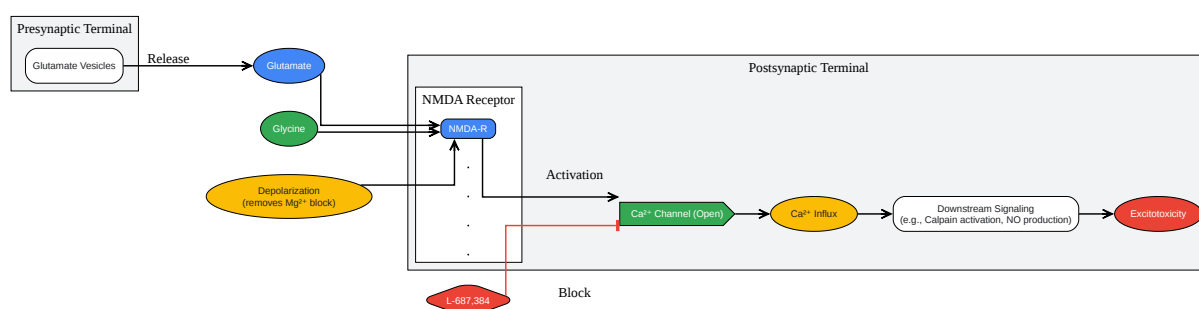 Presynaptic Terminal
Glutamate Vesicles
Release
Glutamate
Postsynaptic Terminal
NMDA Receptor
Glycine
NMDA-R
Activation
Depolarization
(removes Mg²⁺ block)
Ca²⁺ Channel (Open)
Ca²⁺ Influx
Downstream Signaling
(e.g., Calpain activation, NO production)
Excitotoxicity
Block
L-687,384